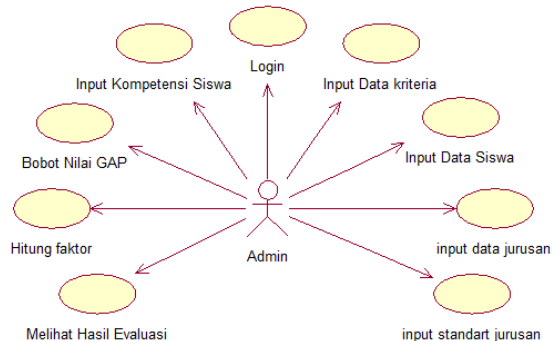 Login
Input Kompetensi Siswa
Input Data kriteria
Bobot Nilai GAP
Input Data Siswa
Hitung faktor
Admin
input data jurusan
Melihat Hasil Evaluasi
input standart jurusan